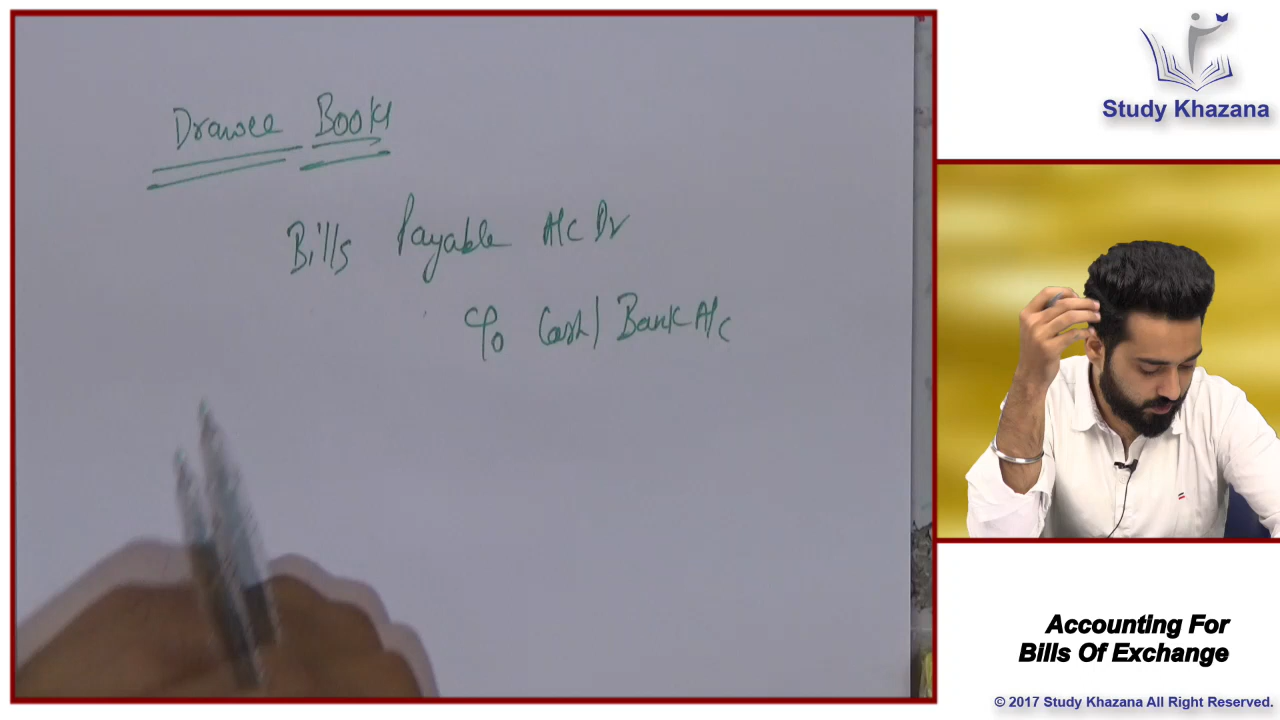 Drawee Books
Bills Payable A/c Dr
To Cash/ Bank A/c
Study Khazana
Accounting For
Bills Of Exchange
© 2017 Study Khazana All Right Reserved.